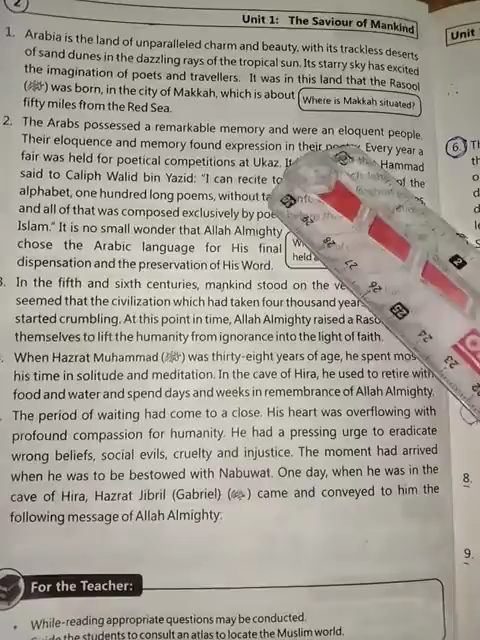 2
Unit 1: The Saviour of Mankind
1. Arabia is the land of unparalleled charm and beauty, with its trackless deserts
of sand dunes in the dazzling rays of the tropical sun. Its starry sky has excited
the imagination of poets and travellers. It was in this land that the Rasool
(ﷺ) was born, in the city of Makkah, which is about
fifty miles from the Red Sea.
Where is Makkah situated?
2. The Arabs possessed a remarkable memory and were an eloquent people.
Their eloquence and memory found expression in their Every year a
fair was held for poetical competitions at Ukaz. Hammad
said to Caliph Walid bin Yazid: "I can recite to of the
alphabet, one hundred long poems, without
and all of that was composed exclusively by
Islam." It is no small wonder that Allah Almighty
chose the Arabic language for His final
dispensation and the preservation of His Word.
held
3. In the fifth and sixth centuries, mankind stood on the
seemed that the civilization which had taken four thousand
started crumbling. At this point in time, Allah Almighty raised a
themselves to lift the humanity from ignorance into the light of faith.
When Hazrat Muhammad (ﷺ) was thirty-eight years of age, he spent
his time in solitude and meditation. In the cave of Hira, he used to retire with
food and water and spend days and weeks in remembrance of Allah Almighty.
The period of waiting had come to a close. His heart was overflowing with
profound compassion for humanity. He had a pressing urge to eradicate
wrong beliefs, social evils, cruelty and injustice. The moment had arrived
when he was to be bestowed with Nabuwat. One day, when he was in the
cave of Hira, Hazrat Jibril (Gabriel) came and conveyed to him the
following message of Allah Almighty:
For the Teacher:
• While-reading appropriate questions may be conducted.
the students to consult an atlas to locate the Muslim world.
Unit
6.
8.
9.
29
28
27
26
25
24
23